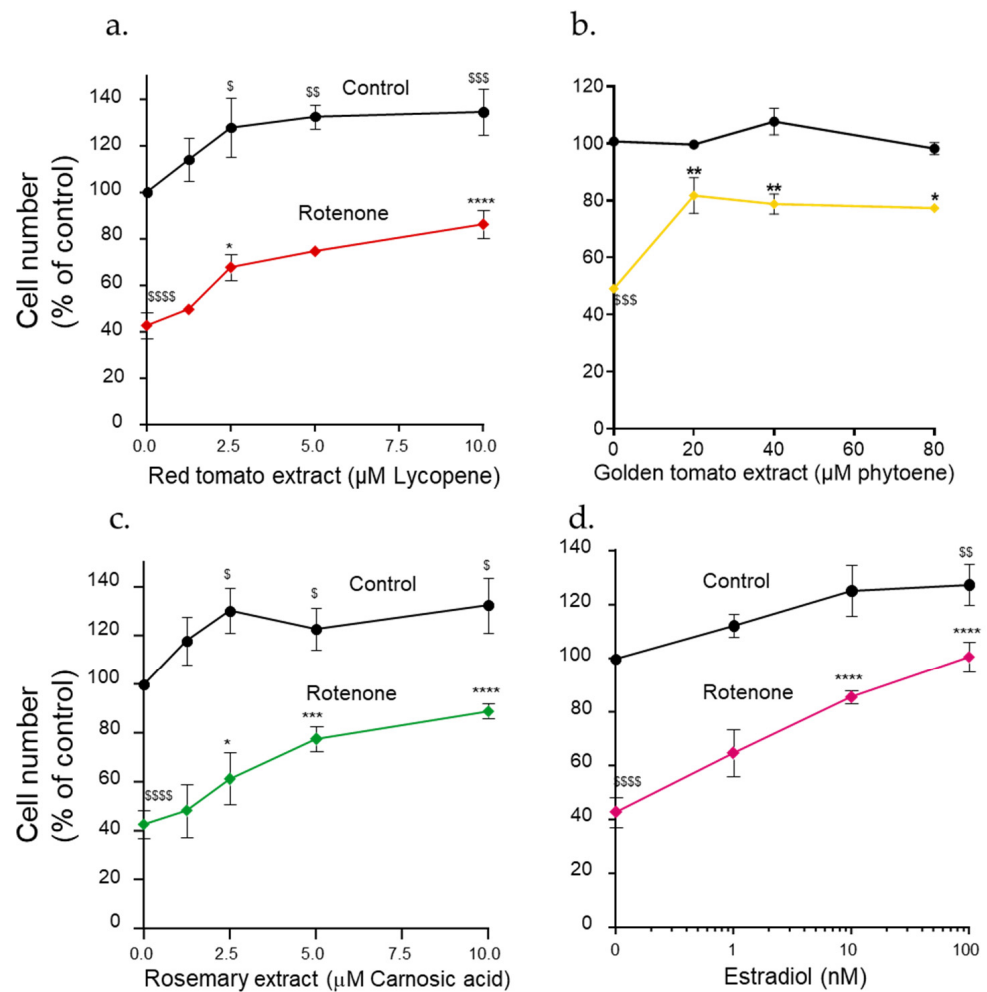 a.
Cell number
(% of control)
140
120
100
80
60
40
20
0
$
$$
$$$
Control
Rotenone
$$$$
*
****
0.0 2.5 5.0 7.5 10.0
Red tomato extract (μM Lycopene)
b.
120
100
80
60
40
20
0
**
**
*
$$$
0 20 40 60 80
Golden tomato extract (μM phytoene)
c.
Cell number
(% of control)
140
120
100
80
60
40
20
0
$
$
$
Control
Rotenone
$$$$
*
***
****
0.0 2.5 5.0 7.5 10.0
Rosemary extract (μM Carnosic acid)
d.
140
120
100
80
60
40
20
0
$$
Control
Rotenone
$$$$
****
****
0 1 10 100
Estradiol (nM)